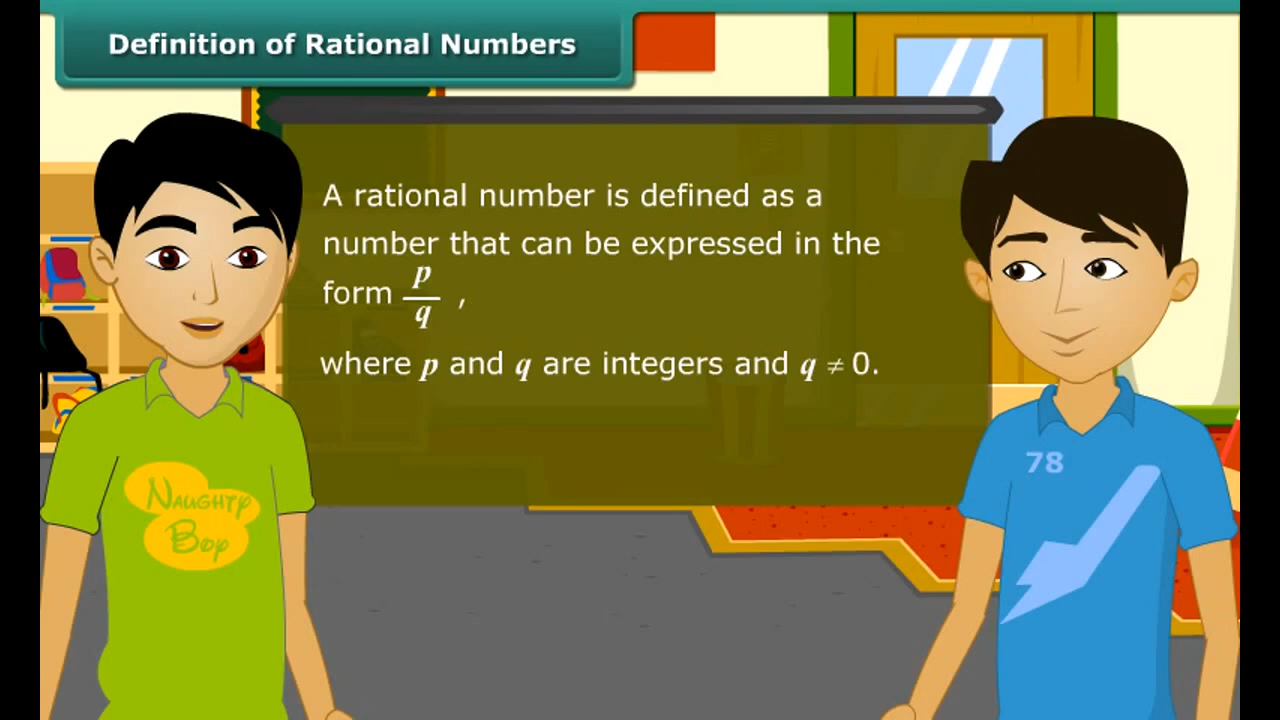 Definition of Rational Numbers
A rational number is defined as a
number that can be expressed in the
form p/q ,
where p and q are integers and q ≠ 0.
78
NAUGHTY
BOY